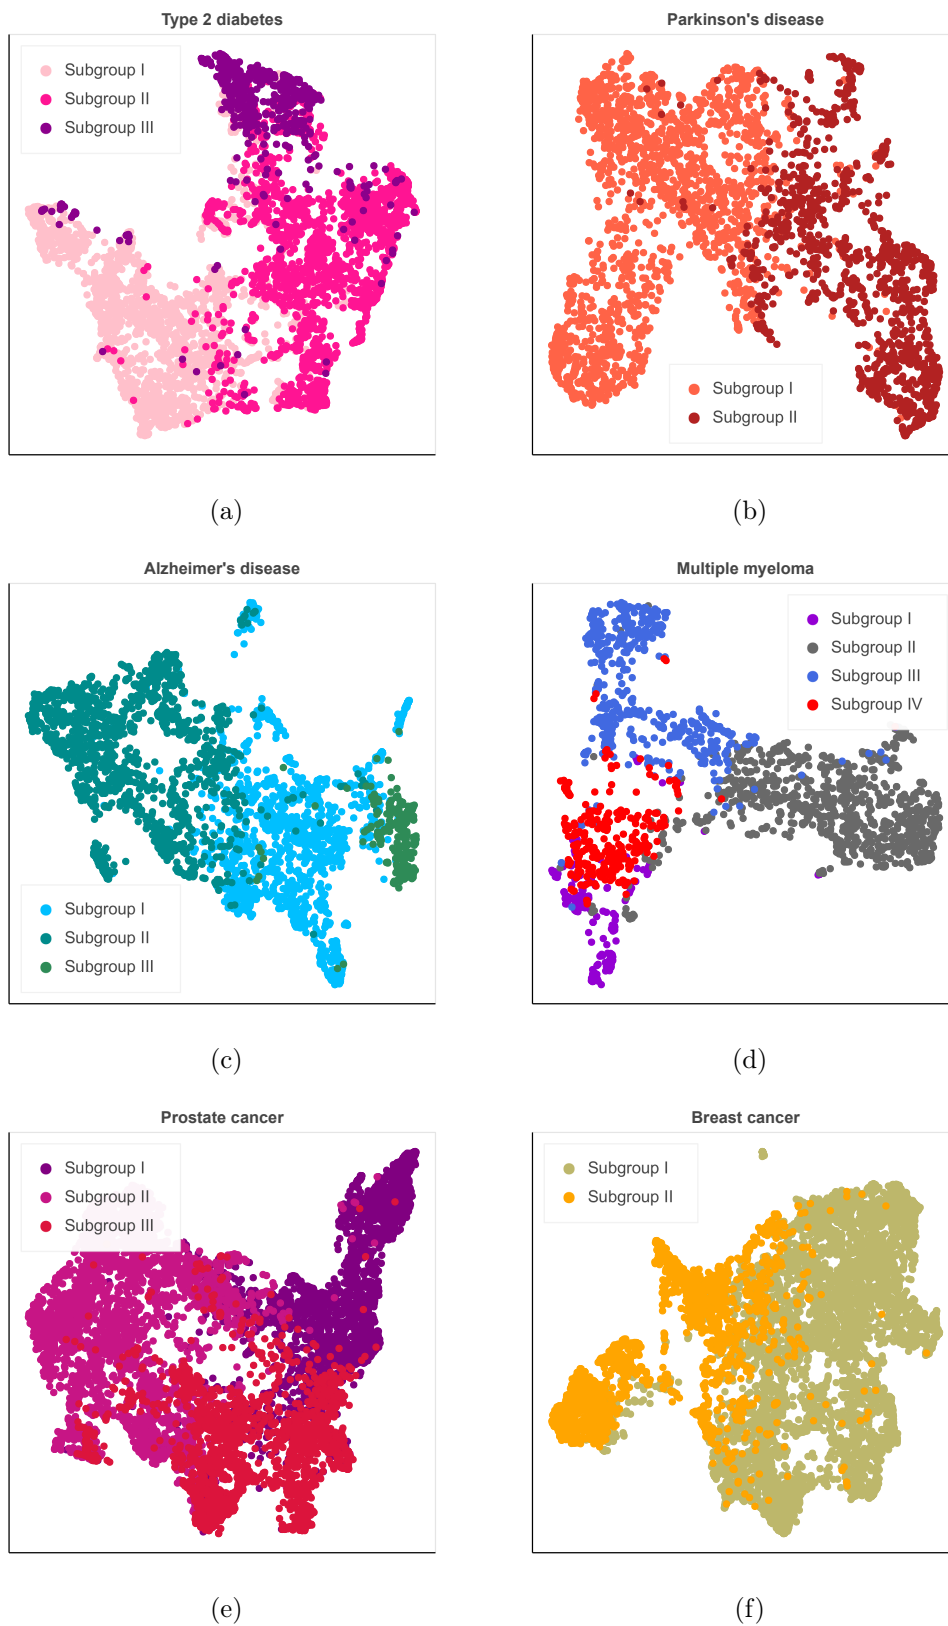 Type 2 diabetes
Subgroup I
Subgroup II
Subgroup III
(a)
Parkinson's disease
Subgroup I
Subgroup II
(b)
Alzheimer's disease
Subgroup I
Subgroup II
Subgroup III
(c)
Multiple myeloma
Subgroup I
Subgroup II
Subgroup III
Subgroup IV
(d)
Prostate cancer
Subgroup I
Subgroup II
Subgroup III
(e)
Breast cancer
Subgroup I
Subgroup II
(f)